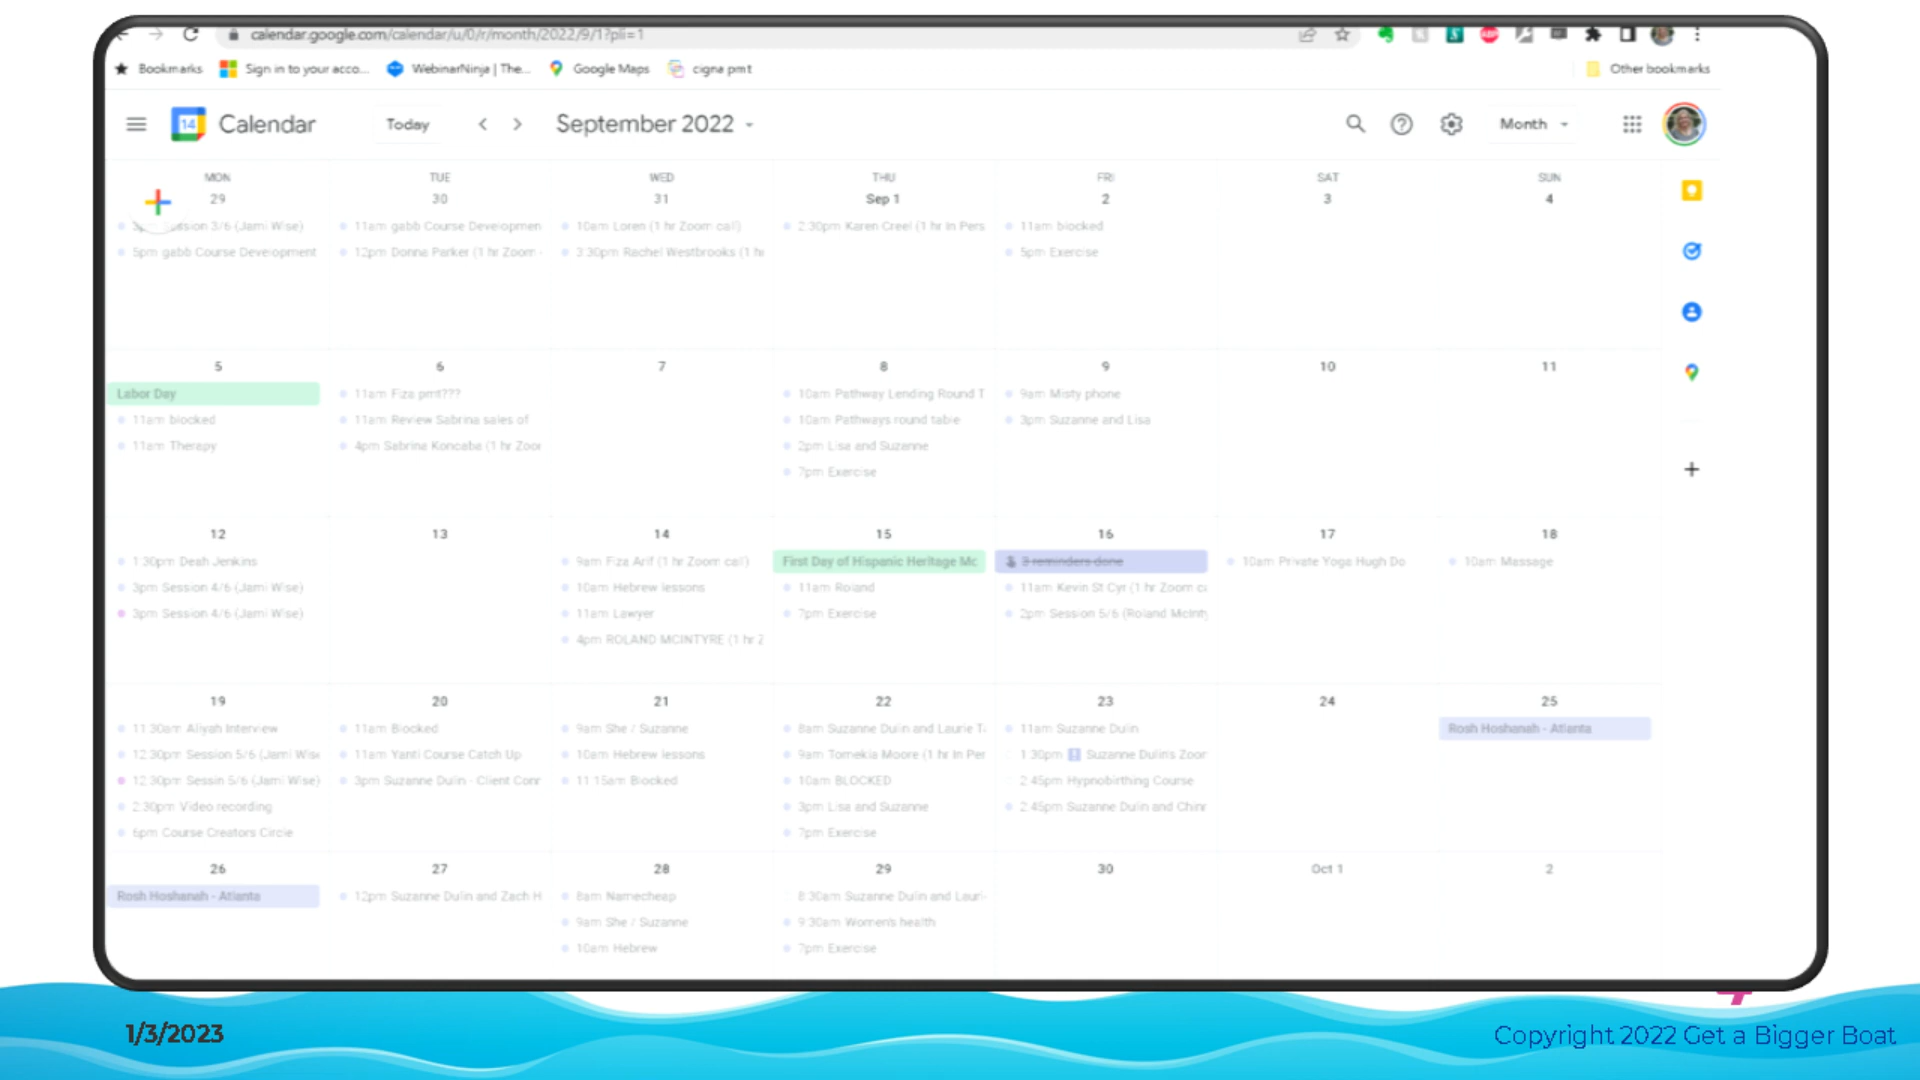 calendar.google.com/calendar/u/0/r/month/2022/9/1?pli=1
Bookmarks Sign in to your acco... WebinarNinja | The... Google Maps cigna pmt Other bookmarks
14 Calendar Today September 2022 Month
MON TUE WED THU FRI SAT SUN
29 30 31 Sep 1 2 3 4
ssion 3/6 (Jami Wise) 11am gabb Course Developmen 10am Loren (1 hr Zoom call) 2:30pm Karen Creel (1 hr In Pers 11am blocked
5pm gabb Course Development 12pm Donna Parker (1 hr Zoom - 3:30pm Rachel Westbrooks (1 hr 5pm Exercise
5 6 7 8 9 10 11
Labor Day 11am Fiza pmt??? 10am Pathway Lending Round T 9am Misty phone
11am blocked 11am Review Sabrina sales of 10am Pathways round table 3pm Suzanne and Lisa
11am Therapy 4pm Sabrina Koncaba (1 hr Zoor 2pm Lisa and Suzanne
7pm Exercise
12 13 14 15 16 17 18
1:30pm Deah Jenkins 9am Fiza Arif (1 hr Zoom call) First Day of Hispanic Heritage Mc 3 reminders done 10am Private Yoga Hugh Do 10am Massage
3pm Session 4/6 (Jami Wise) 10am Hebrew lessons 11am Roland 11am Kevin St Cyr (1 hr Zoom ca
3pm Session 4/6 (Jami Wise) 11am Lawyer 7pm Exercise 2pm Session 5/6 (Roland McInty
4pm ROLAND MCINTYRE (1 hr Z
19 20 21 22 23 24 25
11:30am Aliyah Interview 11am Blocked 9am She / Suzanne 8am Suzanne Dulin and Laurie T. 11am Suzanne Dulin Rosh Hoshanah - Atlanta
12:30pm Session 5/6 (Jami Wise 11am Yanti Course Catch Up 10am Hebrew lessons 9am Tomekia Moore (1 hr In Per 1:30pm Suzanne Dulin's Zoor
12:30pm Sessin 5/6 (Jami Wise) 3pm Suzanne Dulin - Client Conr 11:15am Blocked 10am BLOCKED 2:45pm Hypnobirthing Course
2:30pm Video recording 3pm Lisa and Suzanne 2:45pm Suzanne Dulin and Chinr
6pm Course Creators Circle 7pm Exercise
26 27 28 29 30 Oct 1 2
Rosh Hoshanah - Atlanta 12pm Suzanne Dulin and Zach H 8am Namecheap 8:30am Suzanne Dulin and Lauri-
9am She / Suzanne 9:30am Women's health
10am Hebrew 7pm Exercise
1/3/2023 Copyright 2022 Get a Bigger Boat